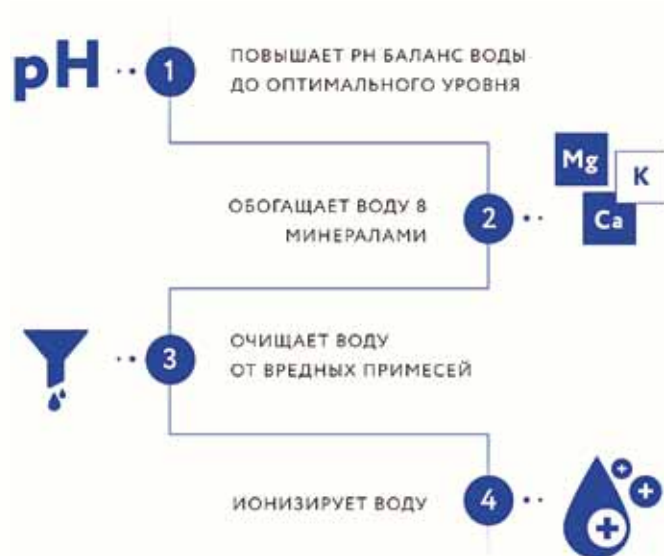 pH
1
ПОВЫШАЕТ PH БАЛАНС ВОДЫ
ДО ОПТИМАЛЬНОГО УРОВНЯ
Mg
K
Ca
ОБОГАЩАЕТ ВОДУ 8
МИНЕРАЛАМИ
2
3
ОЧИЩАЕТ ВОДУ
ОТ ВРЕДНЫХ ПРИМЕСЕЙ
ИОНИЗИРУЕТ ВОДУ
4